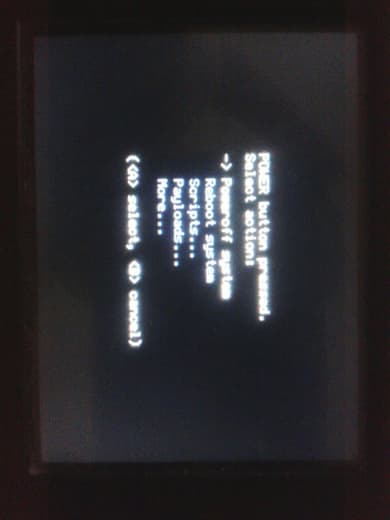 POWER button pressed.
Select action:
-> Poweroff system
Reboot system
Scripts...
Payloads...
More...
(<A> select, <B> cancel)